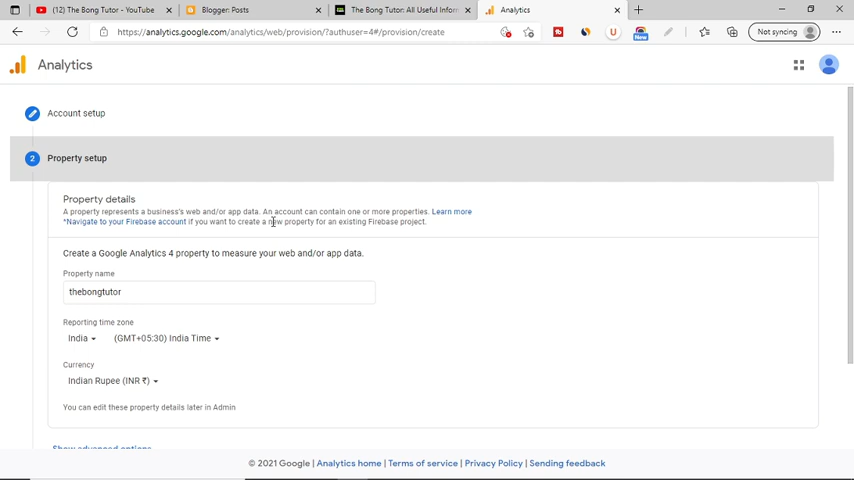 (12) The Bong Tutor - YouTube
Blogger: Posts
The Bong Tutor: All Useful Inforn
Analytics
https://analytics.google.com/analytics/web/provision/?authuser=4#/provision/create
New
Not syncing
Analytics
Account setup
2 Property setup
Property details
A property represents a business's web and/or app data. An account can contain one or more properties. Learn more
*Navigate to your Firebase account if you want to create a new property for an existing Firebase project.
Create a Google Analytics 4 property to measure your web and/or app data.
Property name
thebongtutor
Reporting time zone
India (GMT+05:30) India Time
Currency
Indian Rupee (INR ₹)
You can edit these property details later in Admin
Show advanced options
© 2021 Google | Analytics home | Terms of service | Privacy Policy | Sending feedback